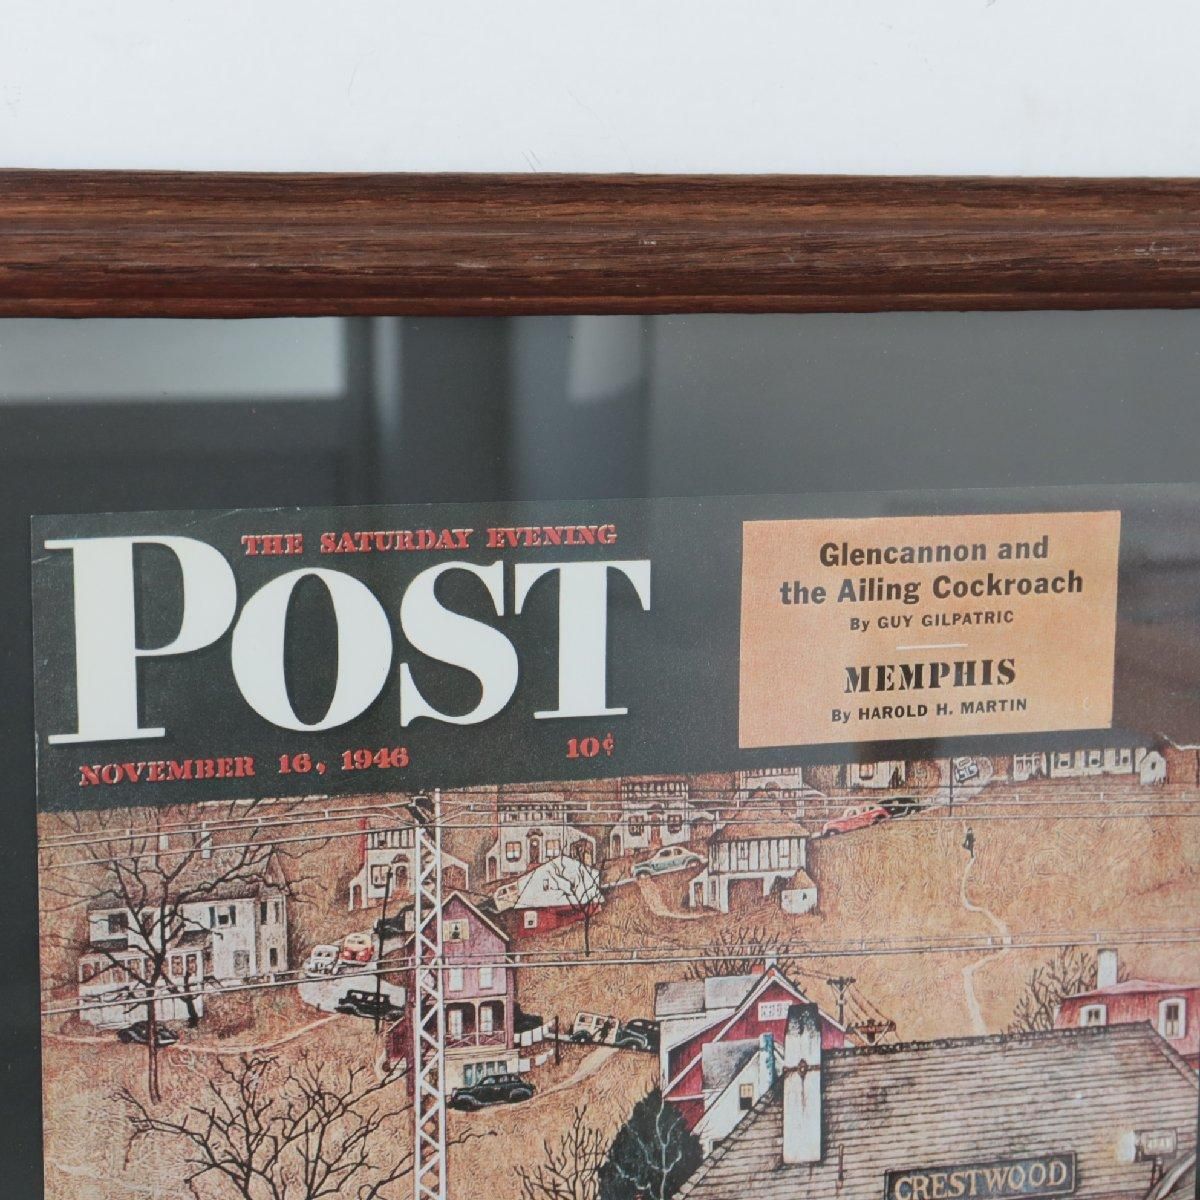 THE SATURDAY EVENING
POST
NOVEMBER 16, 1946 10¢
Glencannon and
the Ailing Cockroach
By GUY GILPATRIC
MEMPHIS
By HAROLD H. MARTIN
CRESTWOOD